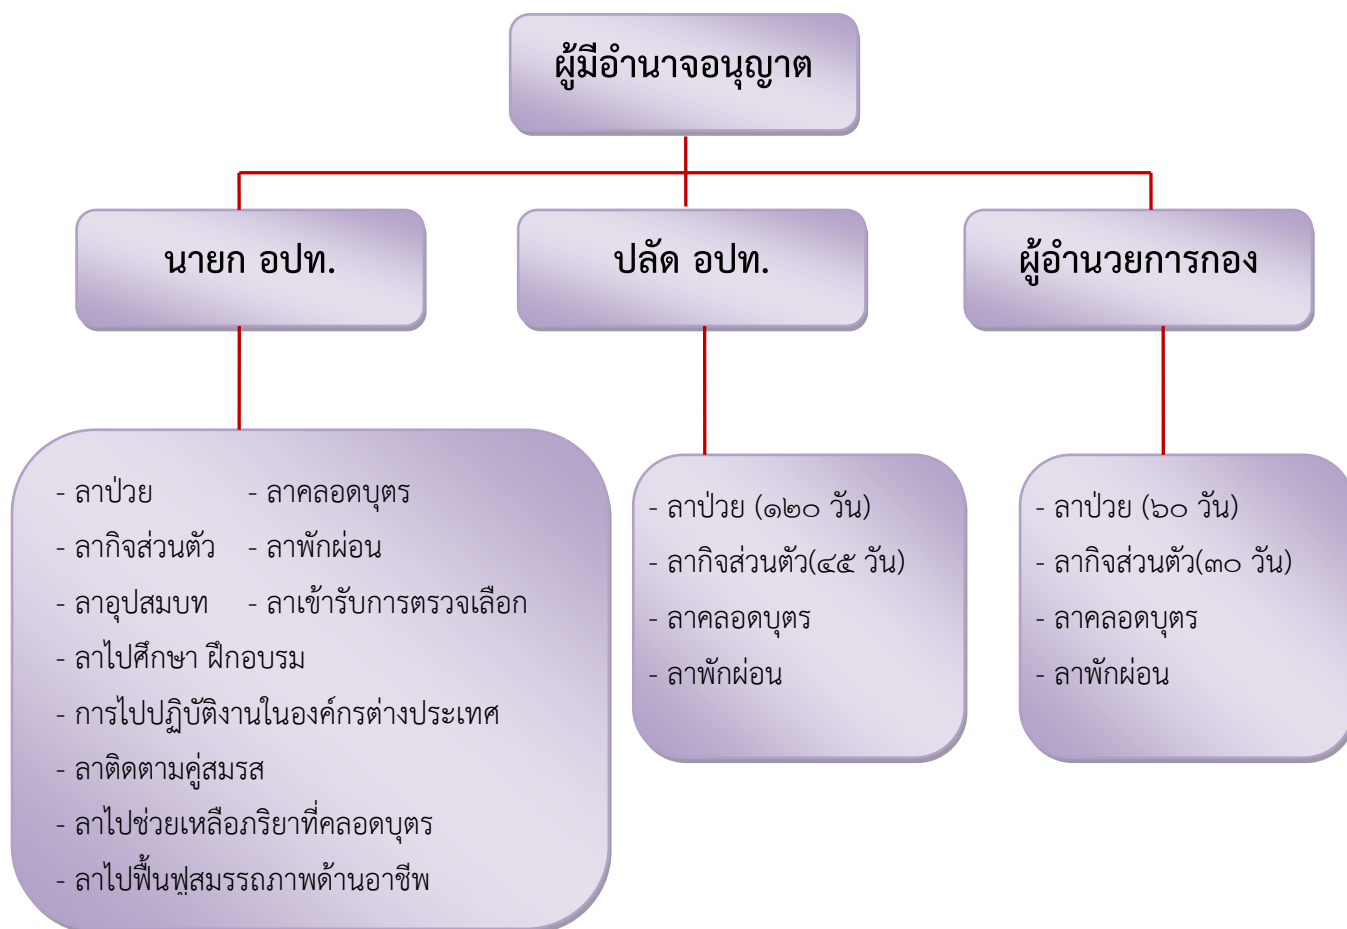 ผู้มีอำนาจอนุญาต
นายก อปท.
ปลัด อปท.
ผู้อำนวยการกอง
- ลาป่วย - ลาคลอดบุตร
- ลากิจส่วนตัว - ลาพักผ่อน
- ลาอุปสมบท - ลาเข้ารับการตรวจเลือก
- ลาไปศึกษา ฝึกอบรม
- การไปปฏิบัติงานในองค์กรต่างประเทศ
- ลาติดตามคู่สมรส
- ลาไปช่วยเหลือภริยาที่คลอดบุตร
- ลาไปฟื้นฟูสมรรถภาพด้านอาชีพ
- ลาป่วย (๑๒๐ วัน)
- ลากิจส่วนตัว(๔๕ วัน)
- ลาคลอดบุตร
- ลาพักผ่อน
- ลาป่วย (๖๐ วัน)
- ลากิจส่วนตัว(๓๐ วัน)
- ลาคลอดบุตร
- ลาพักผ่อน